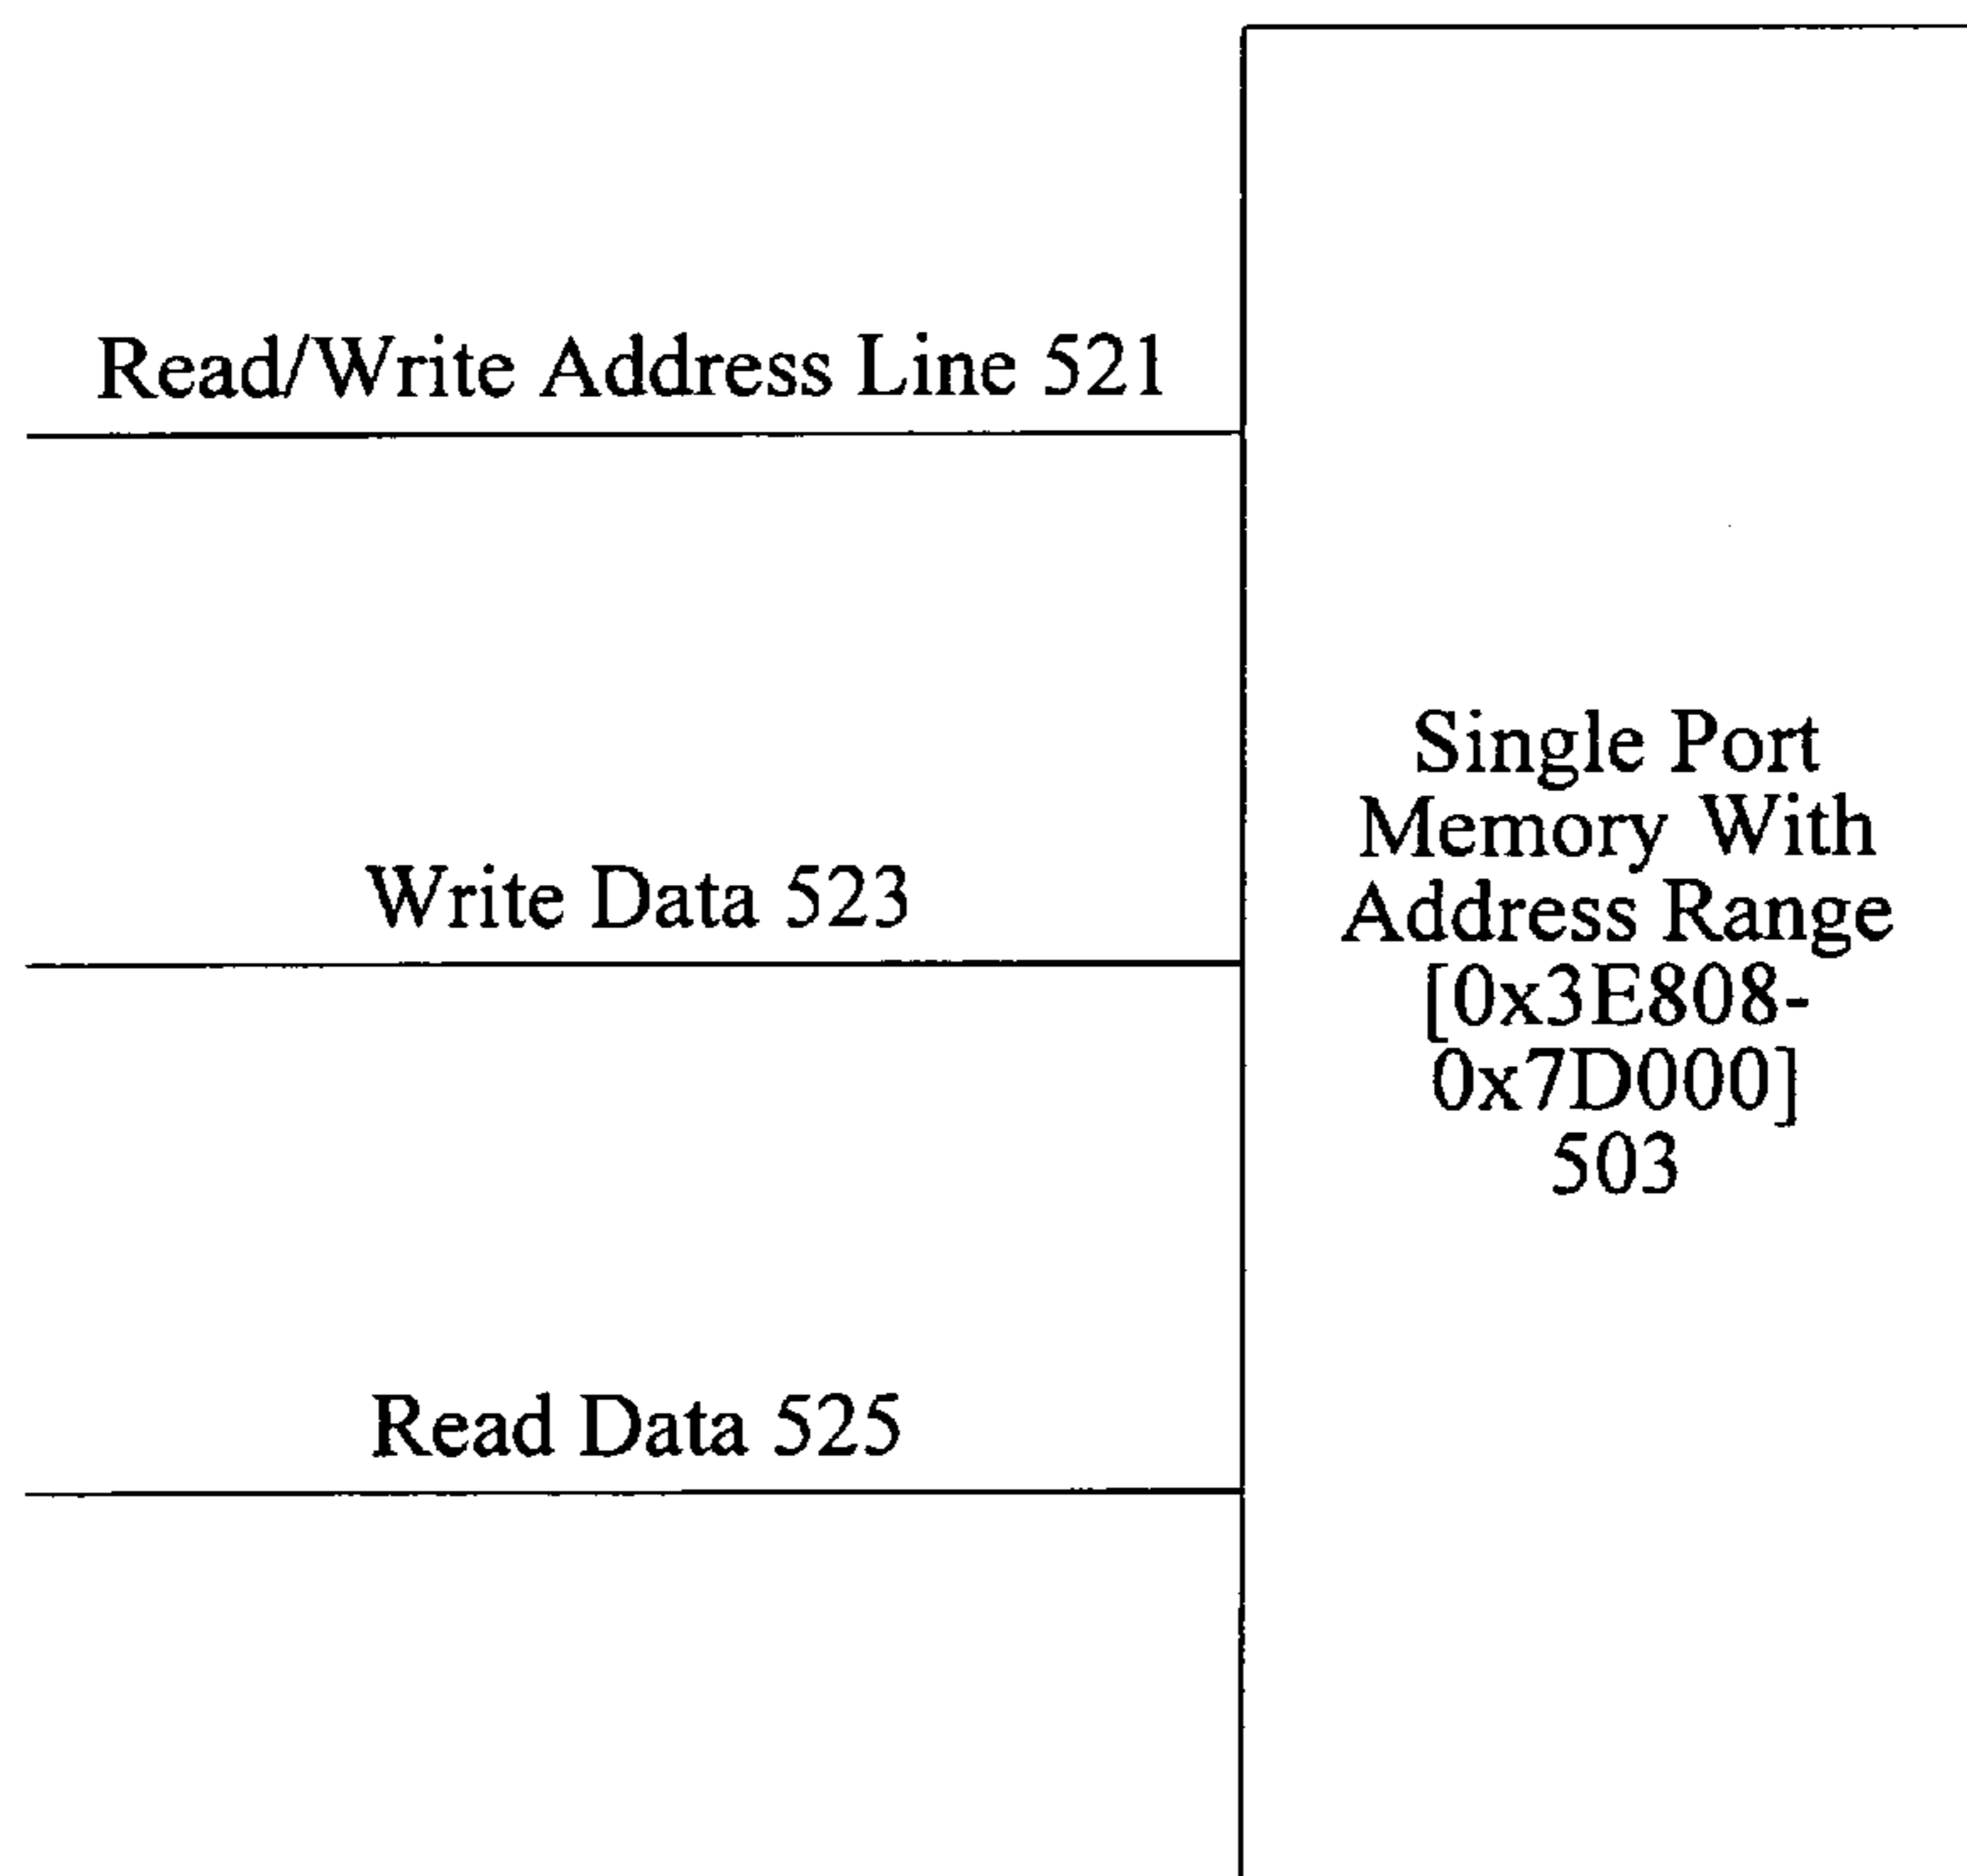 Read/Write Address Line 521
Write Data 523
Read Data 525
Single Port
Memory With
Address Range
[0x3E808-
0x7D000]
503